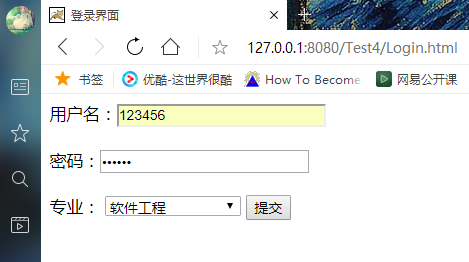 登录界面
127.0.0.1:8080/Test4/Login.html
书签 优酷-这世界很酷 How To Become 网易公开课
用户名：123456
密码：••••••
专业： 软件工程 提交